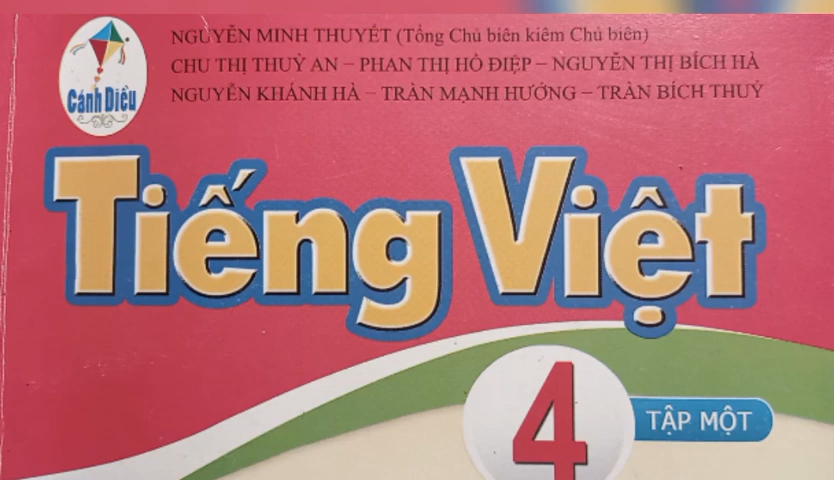 NGUYỄN MINH THUYẾT (Tổng Chủ biên kiêm Chủ biên)
CHU THỊ THUỶ AN – PHAN THỊ HỒ ĐIỆP – NGUYỄN THỊ BÍCH HÀ
NGUYỄN KHÁNH HÀ – TRẦN MẠNH HƯỞNG – TRẦN BÍCH THUỶ
Cánh Diều
Tiếng Việt
4
TẬP MỘT